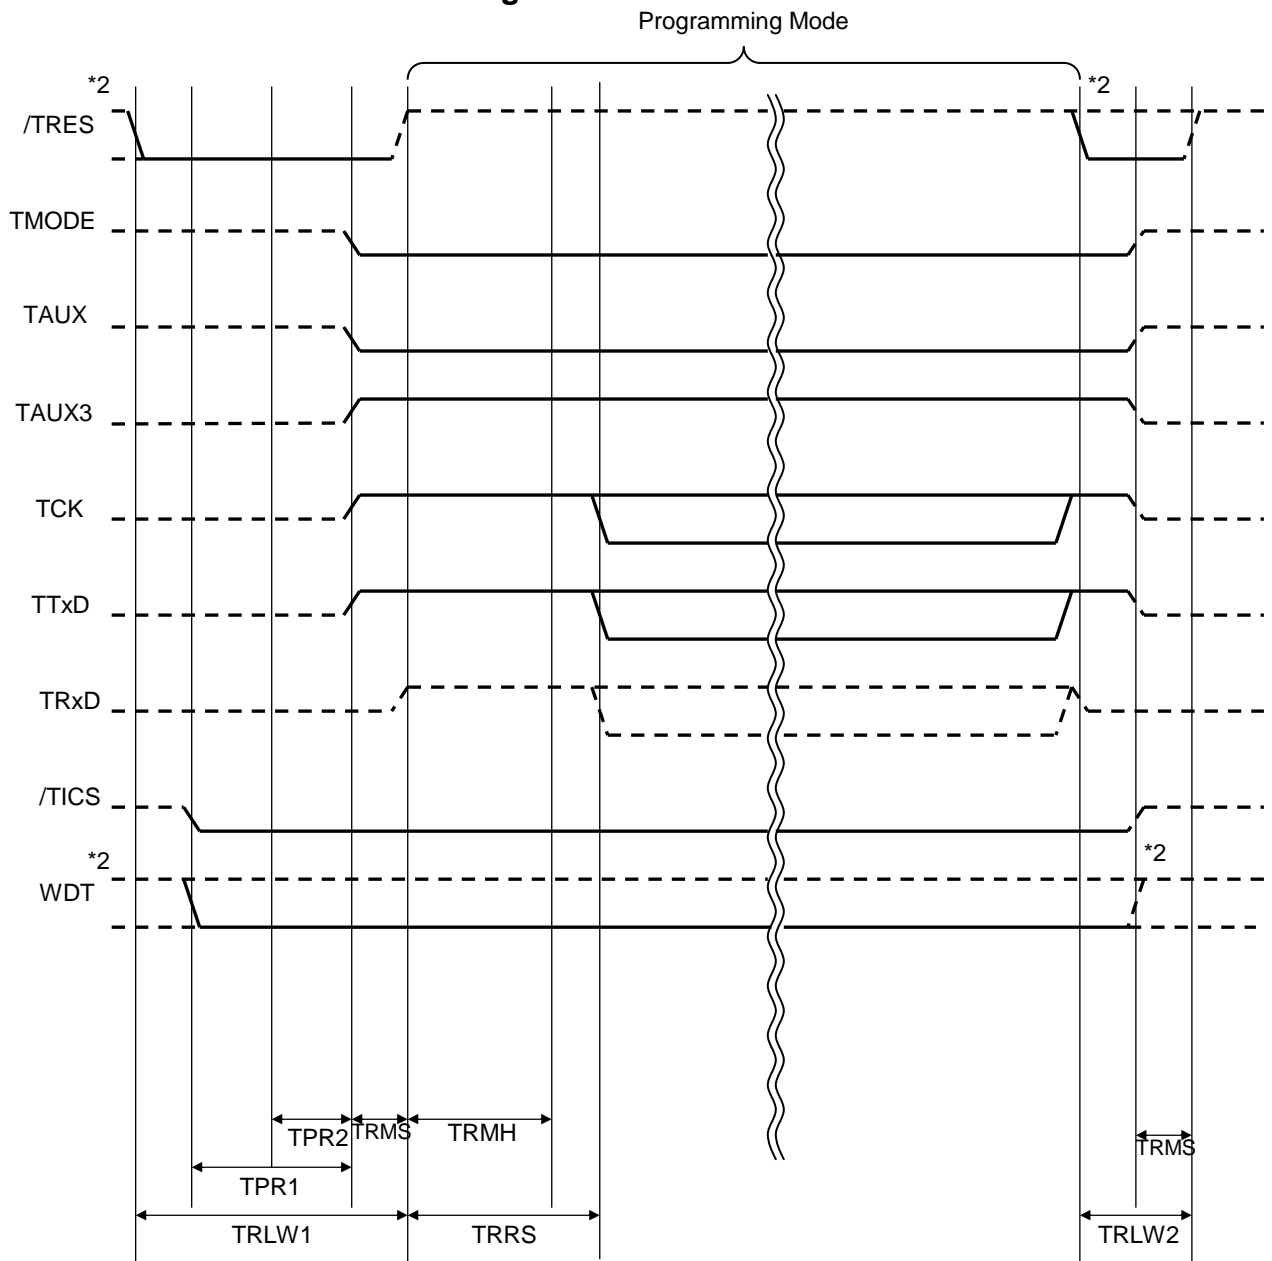 Programming Mode
*2
*2
/TRES
TMODE
TAUX
TAUX3
TCK
TTxD
TRxD
/TICS
*2
*2
WDT
TPR2
TRMS
TRMH
TRMS
TPR1
TRLW1
TRRS
TRLW2